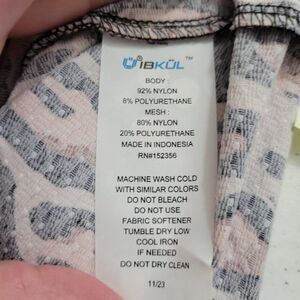 IBKÜL™
BODY:
92% NYLON
8% POLYURETHANE
MESH:
80% NYLON
20% POLYURETHANE
MADE IN INDONESIA
RN#152356
MACHINE WASH COLD
WITH SIMILAR COLORS
DO NOT BLEACH
DO NOT USE
FABRIC SOFTENER
TUMBLE DRY LOW
COOL IRON
IF NEEDED
DO NOT DRY CLEAN
11/23